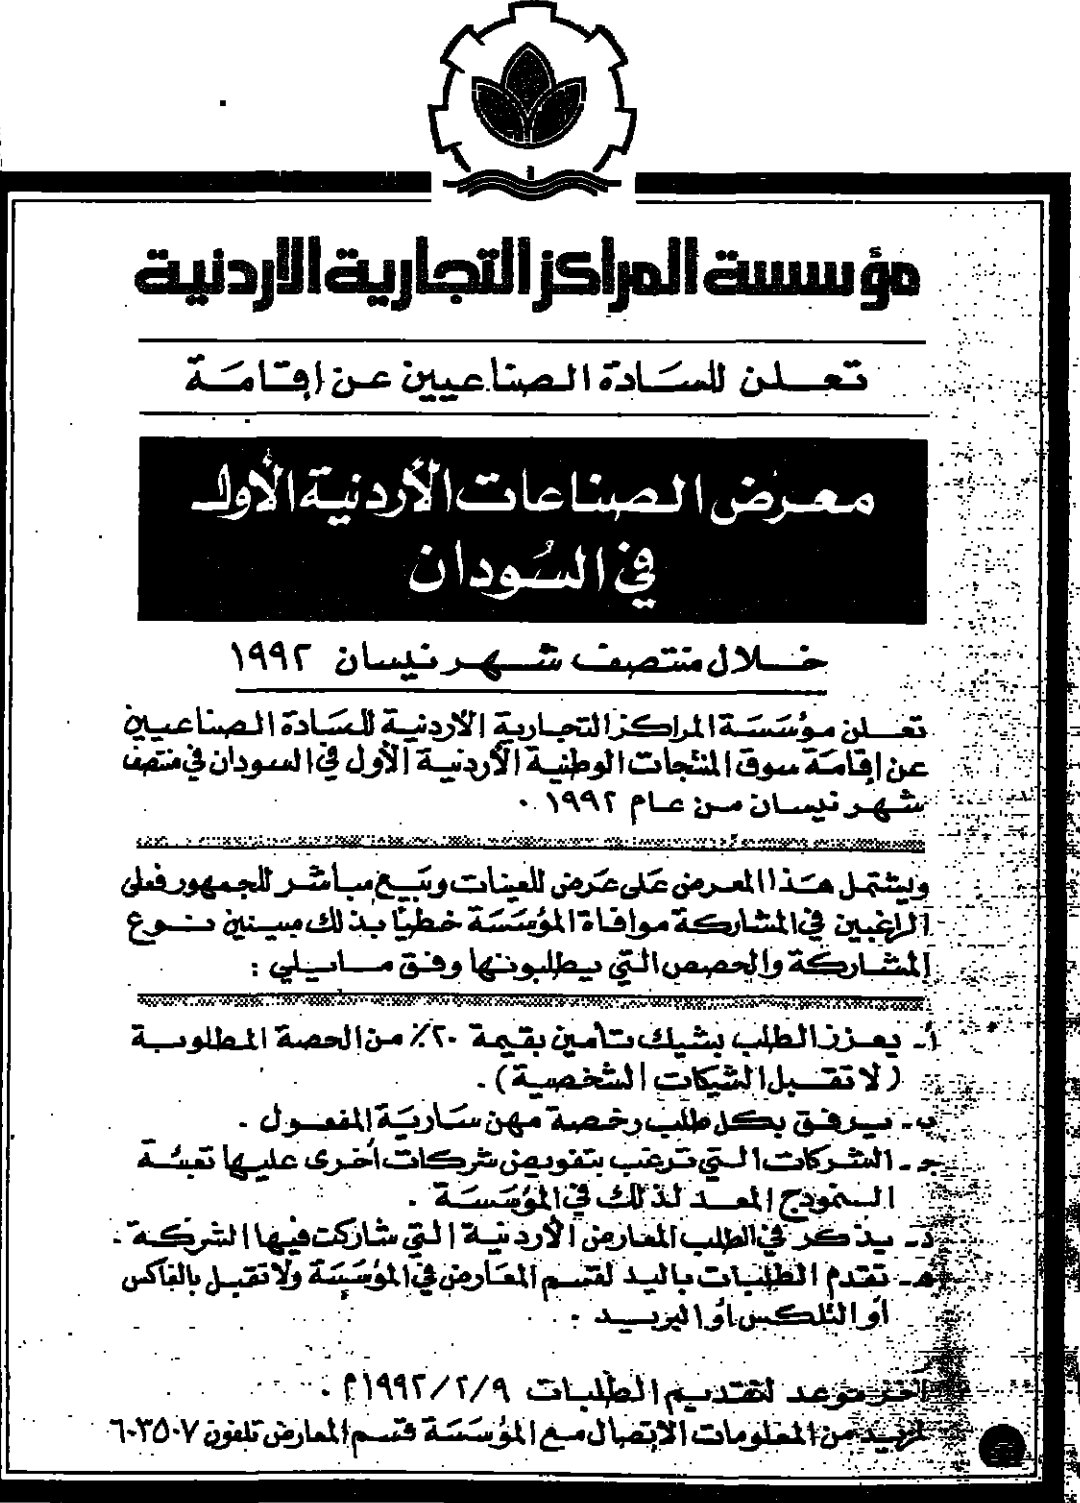 مؤسسة المراكز التجارية الاردنية
تعلن للسادة الصناعيين عن إقامة
معرض الصناعات الأردنية الأول
في السودان
خلال منتصف شهر نيسان ١٩٩٢
تعلن مؤسسة المراكز التجارية الأردنية للسادة الصناعيين
عن إقامة سوق المنتجات الوطنية الأردنية الأول في السودان في منتصف
شهر نيسان من عام ١٩٩٢ .
ويشتمل هذا المعرض على عرض للعينات وبيع مباشر للجمهور فعلى
الراغبين في المشاركة موافاة المؤسسة خطياً بذلك مبينين نوع
المشاركة والحصص التي يطلبونها وفق مايلي :
أ- يعزز الطلب بشيك تأمين بقيمة ٢٠٪ من الحصة المطلوبة
( لا تقبل الشيكات الشخصية ) .
ب- يرفق بكل طلب رخصة مهن سارية المفعول .
جـ- الشركات التي ترغب بتفويض شركات أخرى عليها تعبئة
النموذج المعد لذلك في المؤسسة .
د- يذكر في الطلب المعارض الأردنية التي شاركت فيها الشركة .
هـ- تقدم الطلبات باليد لقسم المعارض في المؤسسة ولا تقبل بالفاكس
أو التلكس أو البريد .
آخر موعد لتقديم الطلبات ١٩٩٢/٢/٩م .
لمزيد من المعلومات الاتصال مع المؤسسة قسم المعارض تلفون ٦٠٣٥٠٧